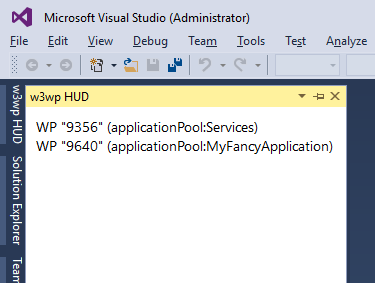 Microsoft Visual Studio (Administrator)
File Edit View Debug Team Tools Test Analyze
w3wp HUD
WP "9356" (applicationPool:Services)
WP "9640" (applicationPool:MyFancyApplication)
w3wp HUD
Solution Explorer
Team